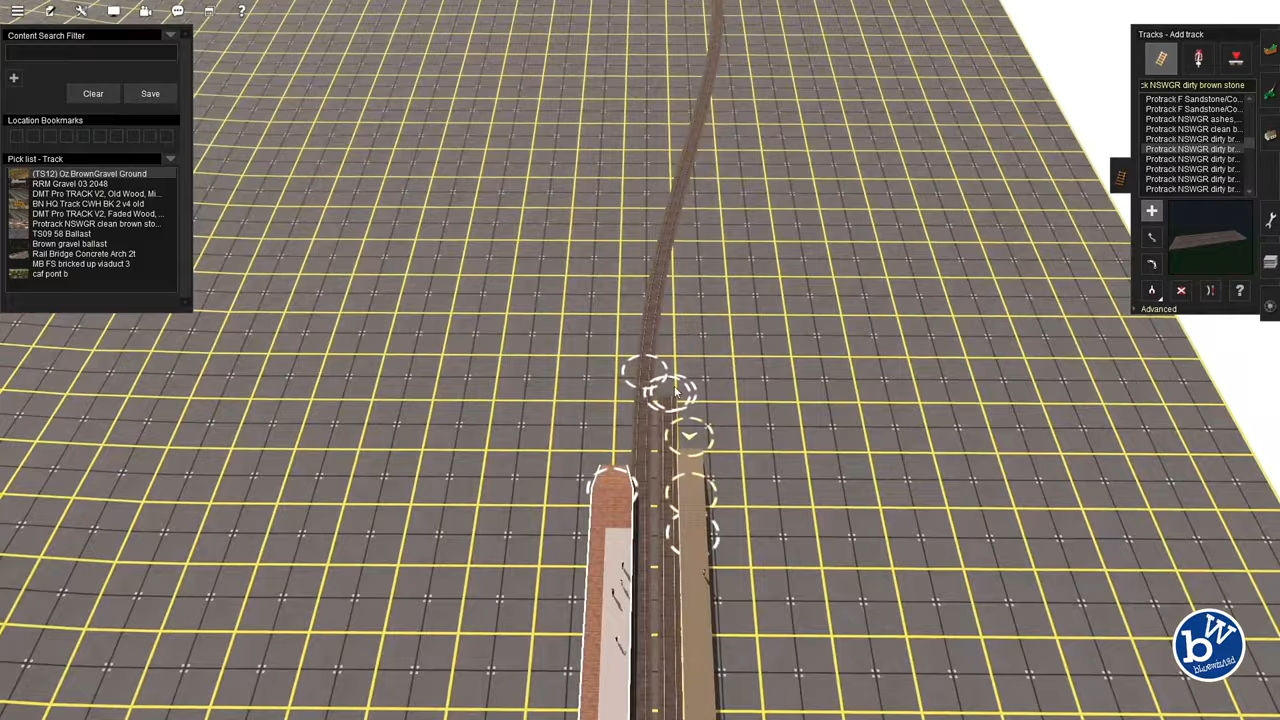 Content Search Filter
Clear
Save
Location Bookmarks
Pick list - Track
(TS12) Oz BrownGravel Ground
RRM Gravel 03 2048
DMT Pro TRACK V2, Old Wood, Mi...
BN HQ Track CWH BK 2 v4 old
DMT Pro TRACK V2, Faded Wood, ...
Protrack NSWGR clean brown sto...
TS09 58 Ballast
Brown gravel ballast
Rail Bridge Concrete Arch 2t
MB FS bricked up viaduct 3
caf pont b
Tracks - Add track
ck NSWGR dirty brown stone
Protrack F Sandstone/Co...
Protrack F Sandstone/Co...
Protrack NSWGR ashes,...
Protrack NSWGR clean b...
Protrack NSWGR dirty br...
Protrack NSWGR dirty br...
Protrack NSWGR dirty br...
Protrack NSWGR dirty br...
Protrack NSWGR dirty br...
Protrack NSWGR dirty br...
Advanced
bW
bluewizard